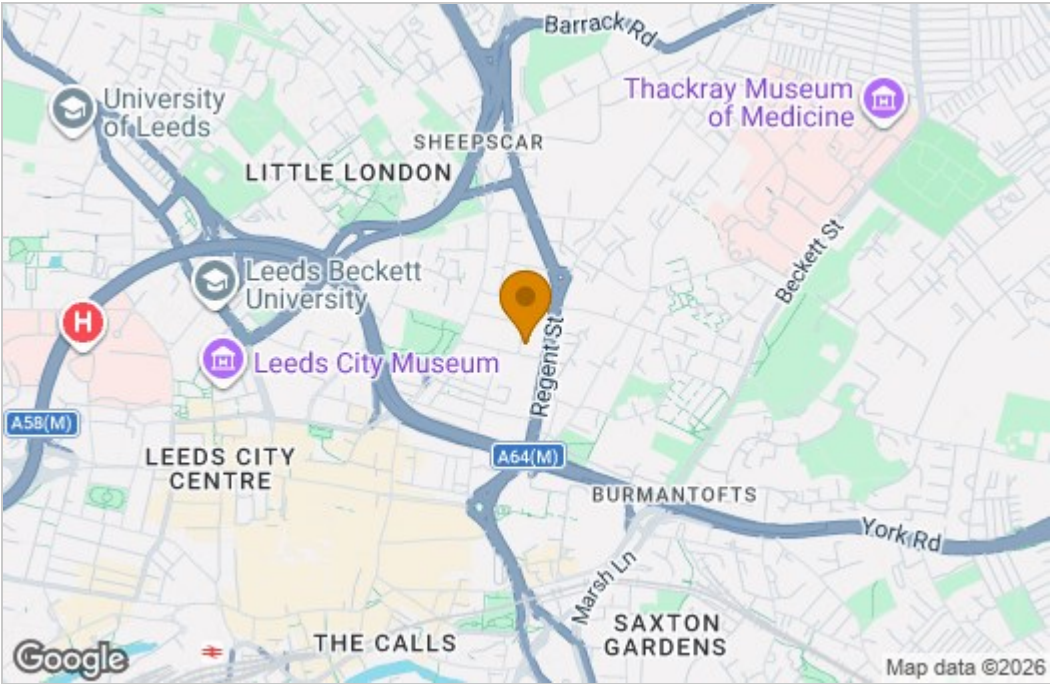 Barrack Rd
University
of Leeds
Thackray Museum
of Medicine
SHEEPSCAR
LITTLE LONDON
Beckett St
Leeds Beckett
University
H
Leeds City Museum
Regent St
A58(M)
A64(M)
LEEDS CITY
CENTRE
BURMANTOFTS
York Rd
Marsh Ln
SAXTON
GARDENS
THE CALLS
Google
Map data ©2026